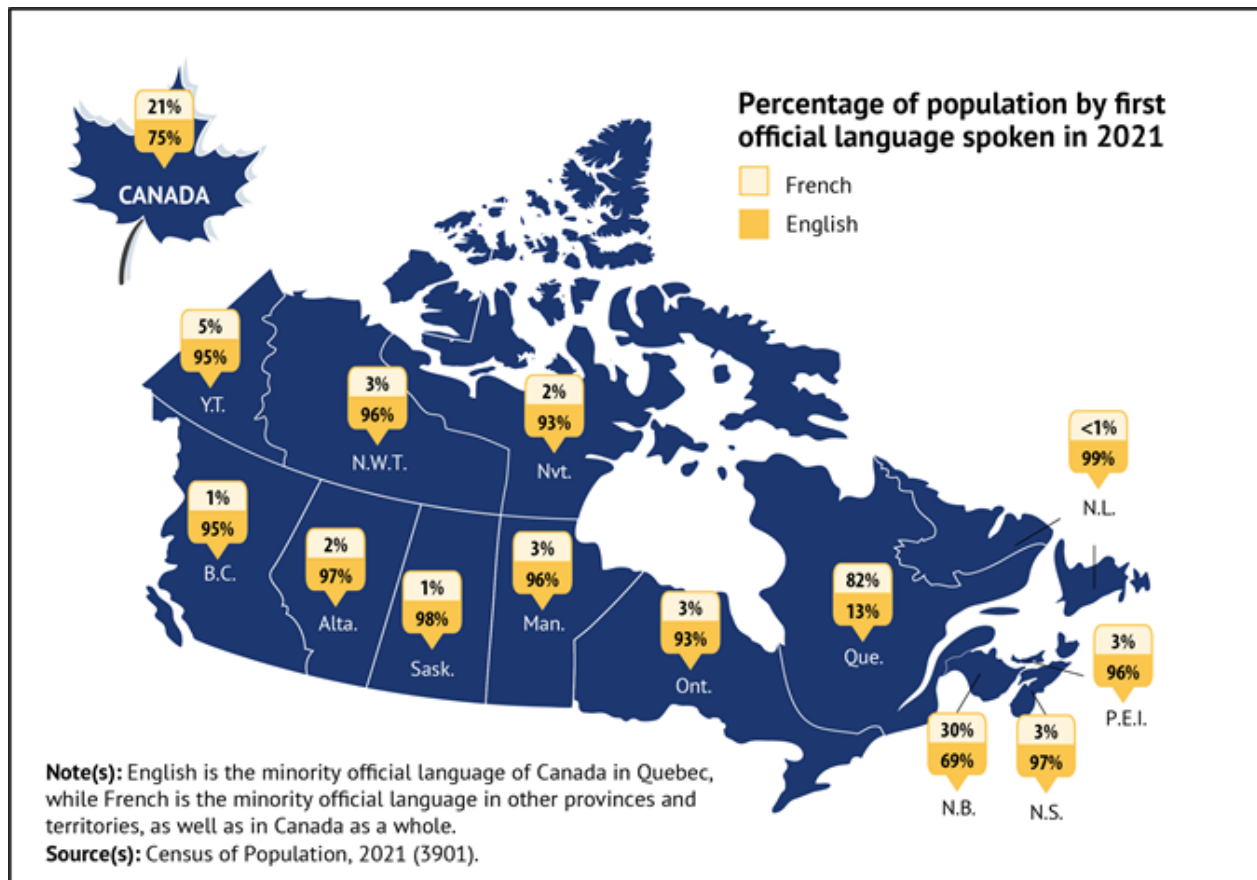 21%
75%
CANADA
Percentage of population by first
official language spoken in 2021
French
English
5%
95%
Y.T.
3%
96%
N.W.T.
2%
93%
Nvt.
<1%
99%
N.L.
1%
95%
B.C.
2%
97%
Alta.
1%
98%
Sask.
3%
96%
Man.
3%
93%
Ont.
82%
13%
Que.
3%
96%
P.E.I.
30%
69%
N.B.
3%
97%
N.S.
Note(s): English is the minority official language of Canada in Quebec,
while French is the minority official language in other provinces and
territories, as well as in Canada as a whole.
Source(s): Census of Population, 2021 (3901).